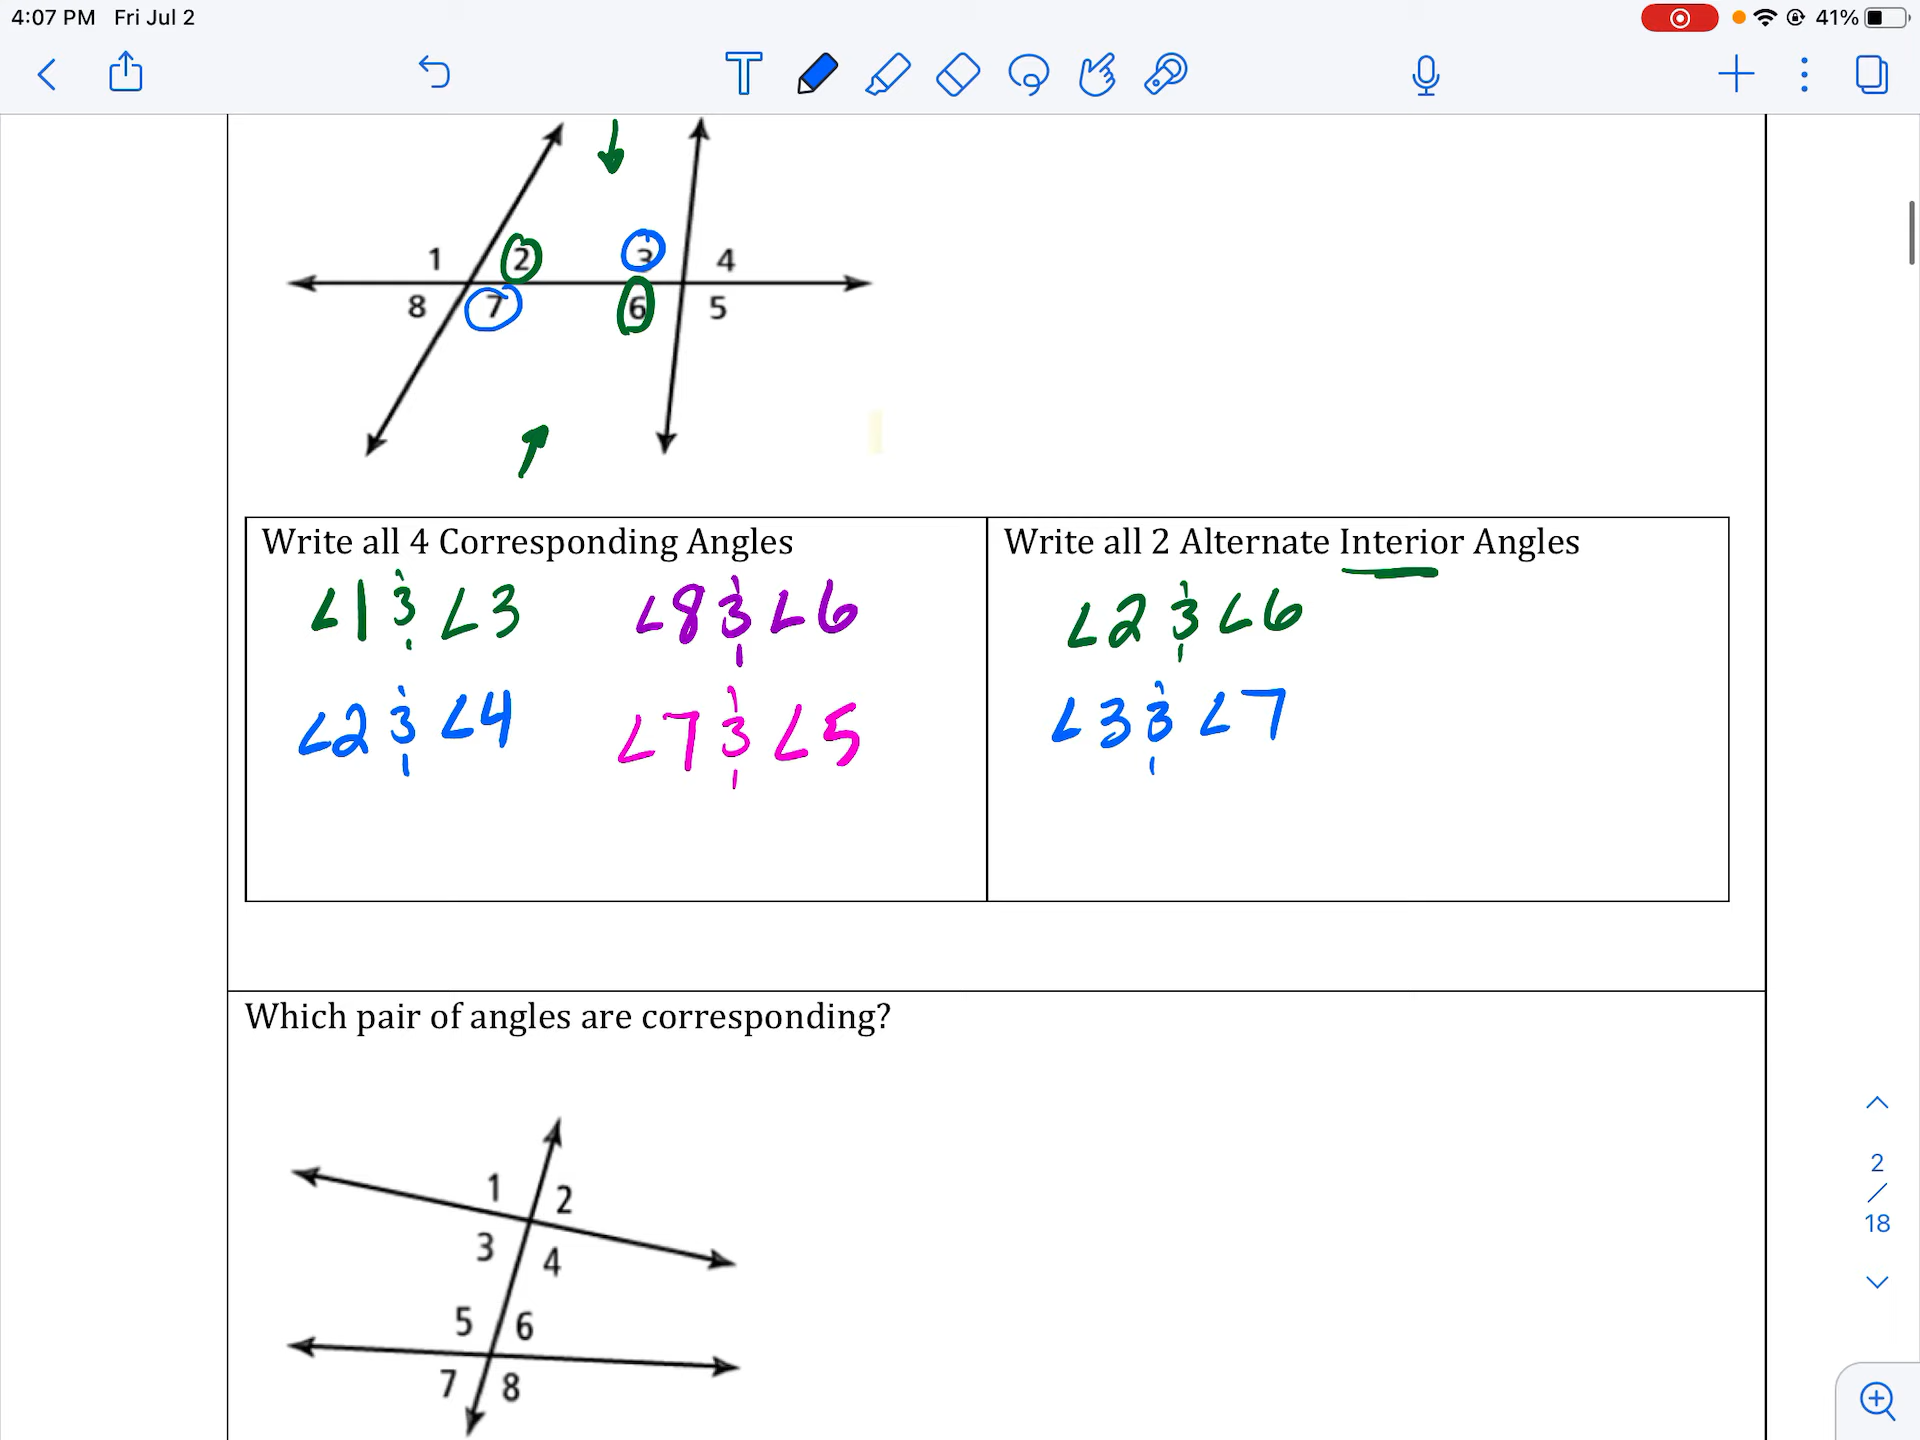 4:07 PM Fri Jul 2 41%
1 2 3 4
8 7 6 5
Write all 4 Corresponding Angles
∠1 & ∠3 ∠8 & ∠6
∠2 & ∠4 ∠7 & ∠5
Write all 2 Alternate Interior Angles
∠2 & ∠6
∠3 & ∠7
Which pair of angles are corresponding?
1 2
3 4
5 6
7 8
2
/
18